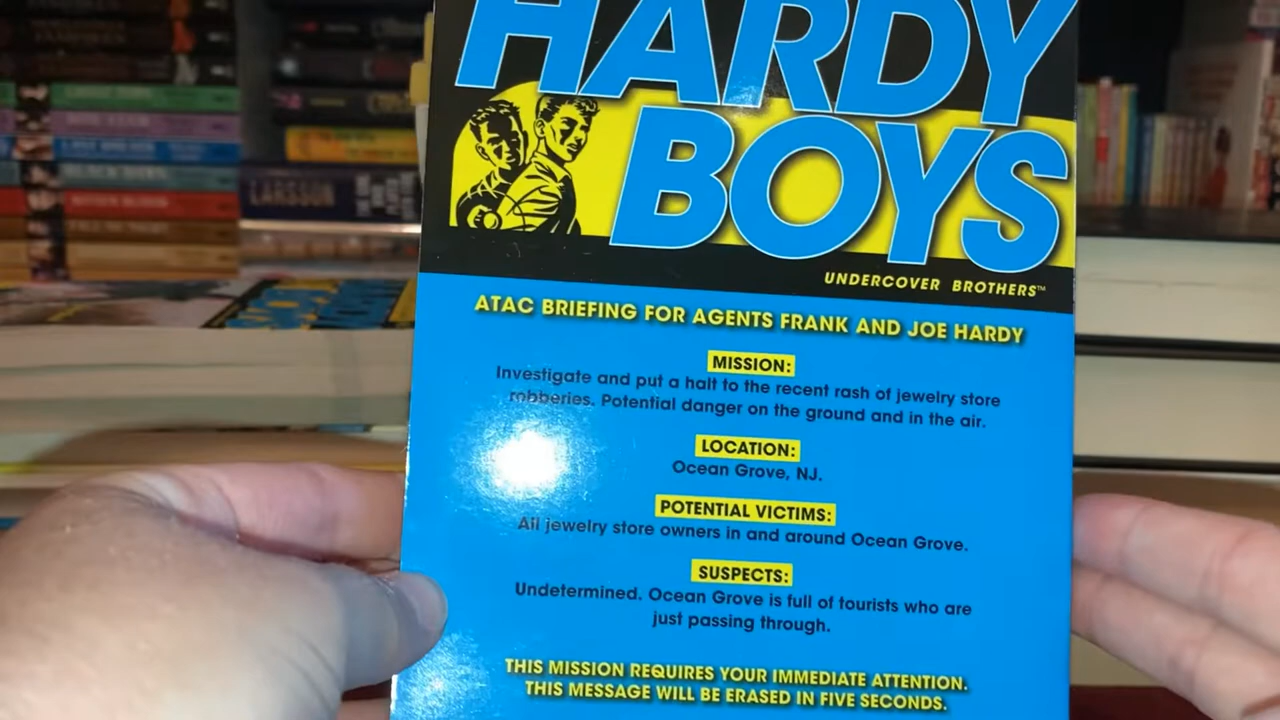 HARDY
BOYS
UNDERCOVER BROTHERS™
ATAC BRIEFING FOR AGENTS FRANK AND JOE HARDY
MISSION:
Investigate and put a halt to the recent rash of jewelry store
robberies. Potential danger on the ground and in the air.
LOCATION:
Ocean Grove, NJ.
POTENTIAL VICTIMS:
All jewelry store owners in and around Ocean Grove.
SUSPECTS:
Undetermined. Ocean Grove is full of tourists who are
just passing through.
THIS MISSION REQUIRES YOUR IMMEDIATE ATTENTION.
THIS MESSAGE WILL BE ERASED IN FIVE SECONDS.
LARSSON